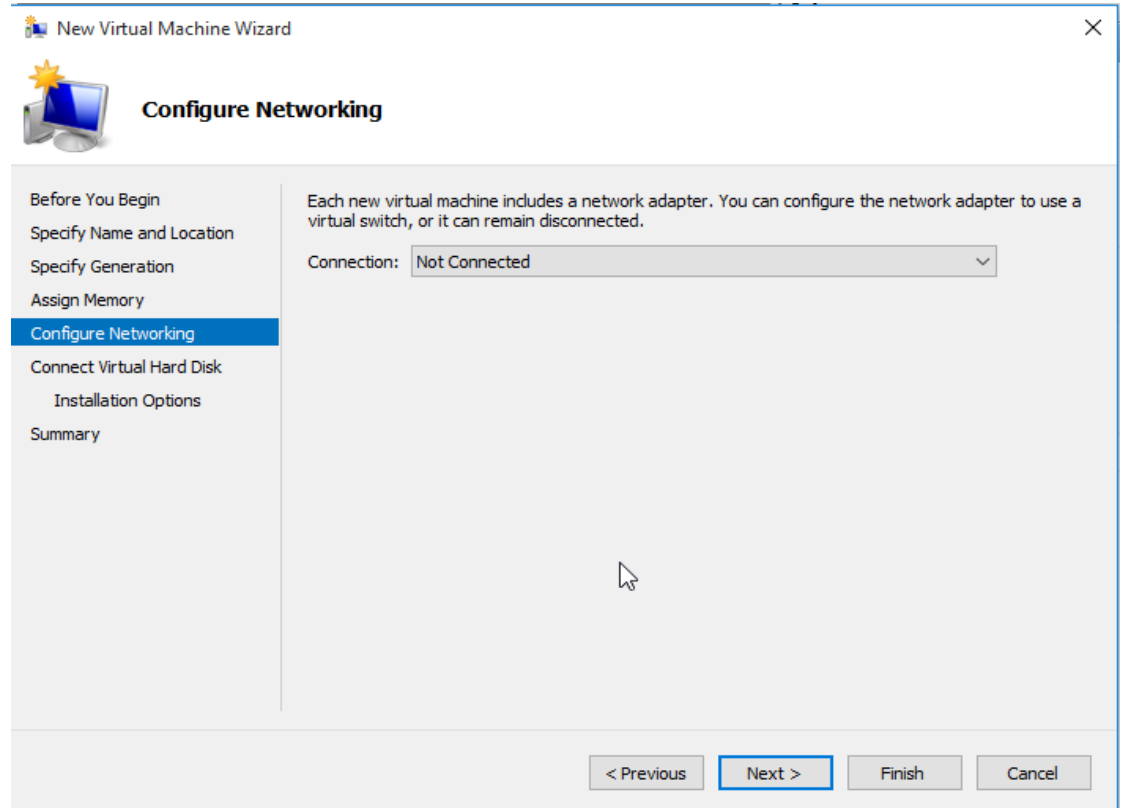 New Virtual Machine Wizard
Configure Networking
Before You Begin
Specify Name and Location
Specify Generation
Assign Memory
Configure Networking
Connect Virtual Hard Disk
Installation Options
Summary
Each new virtual machine includes a network adapter. You can configure the network adapter to use a
virtual switch, or it can remain disconnected.
Connection: Not Connected
< Previous Next > Finish Cancel